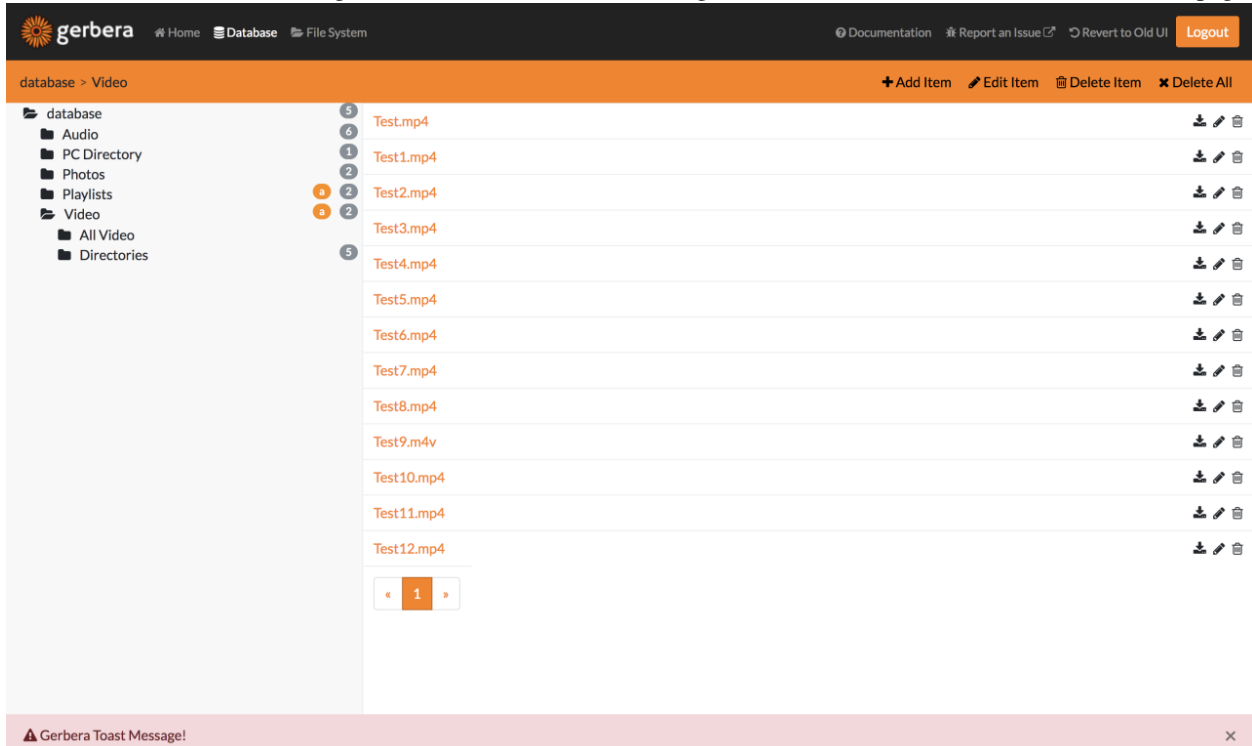 gerbera Home Database File System Documentation Report an Issue Revert to Old UI Logout
database > Video Add Item Edit Item Delete Item Delete All
database 5
Audio 6
PC Directory 1
Photos 2
Playlists a 2
Video a 2
All Video
Directories 5
Test.mp4
Test1.mp4
Test2.mp4
Test3.mp4
Test4.mp4
Test5.mp4
Test6.mp4
Test7.mp4
Test8.mp4
Test9.m4v
Test10.mp4
Test11.mp4
Test12.mp4
« 1 »
Gerbera Toast Message! ×